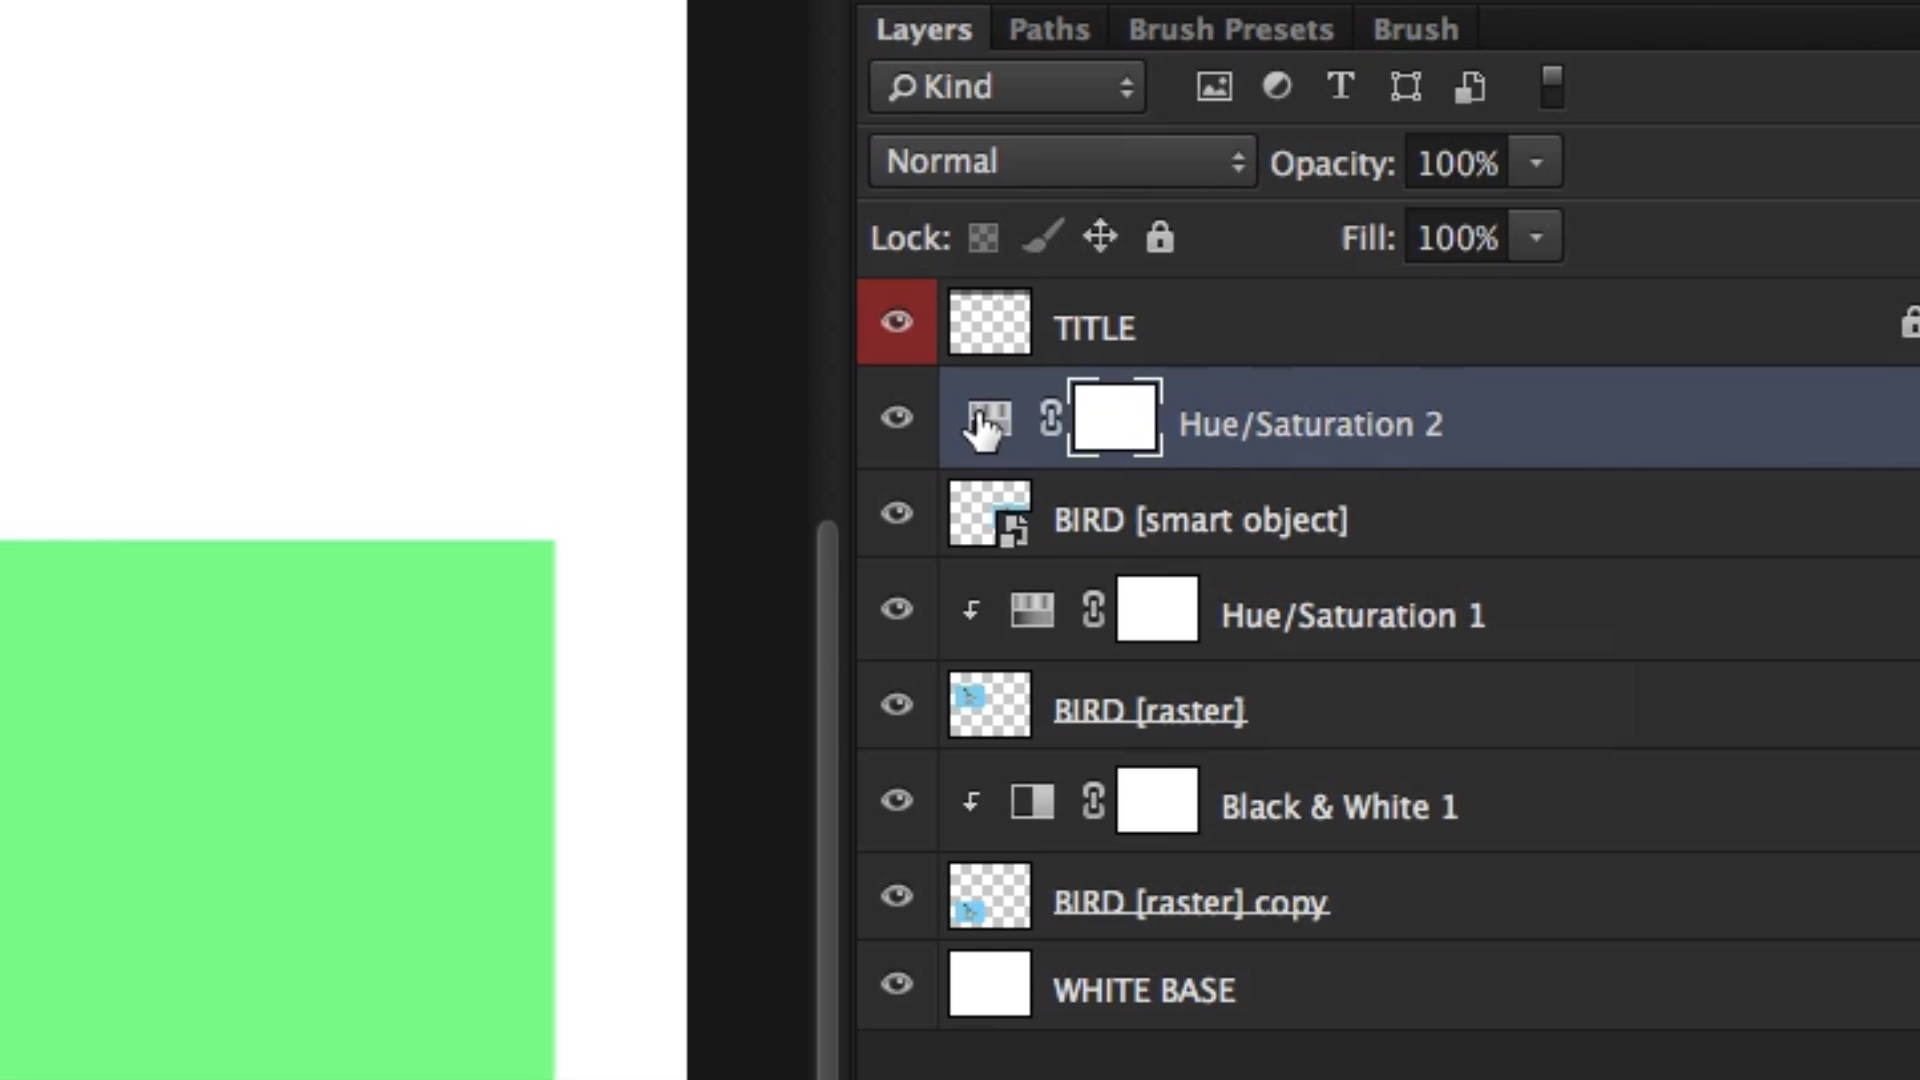 Layers Paths Brush Presets Brush
Kind
Normal Opacity: 100%
Lock: Fill: 100%
TITLE
Hue/Saturation 2
BIRD [smart object]
Hue/Saturation 1
BIRD [raster]
Black & White 1
BIRD [raster] copy
WHITE BASE